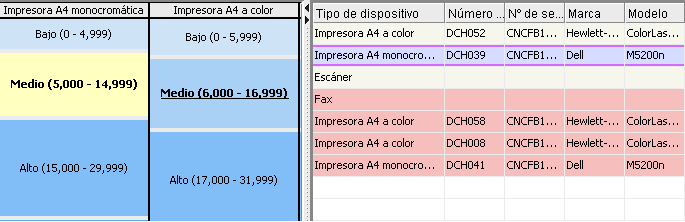 Impresora A4 monocromática
Impresora A4 a color
Bajo (0 - 4,999)
Bajo (0 - 5,999)
Medio (5,000 - 14,999)
Medio (6,000 - 16,999)
Alto (15,000 - 29,999)
Alto (17,000 - 31,999)
Tipo de dispositivo Número ... Nº de se... Marca Modelo
Impresora A4 a color DCH052 CNCFB1... Hewlett-... ColorLas...
Impresora A4 monocro... DCH039 CNCFB1... Dell M5200n
Escáner
Fax
Impresora A4 a color DCH058 CNCFB1... Hewlett-... ColorLas...
Impresora A4 a color DCH008 CNCFB1... Hewlett-... ColorLas...
Impresora A4 monocro... DCH041 CNCFB1... Dell M5200n